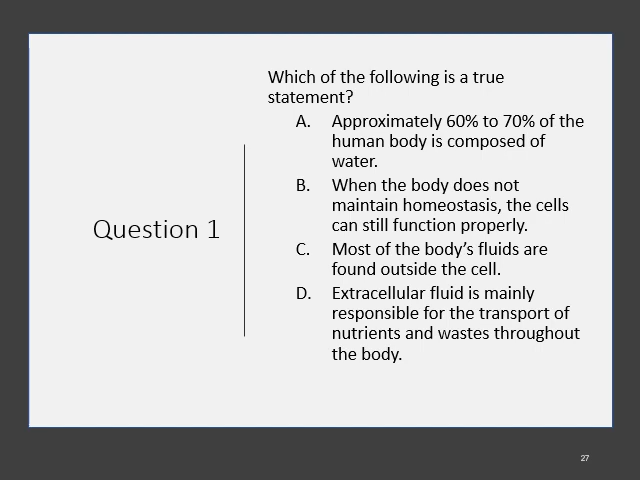 Question 1
Which of the following is a true
statement?
A. Approximately 60% to 70% of the
human body is composed of
water.
B. When the body does not
maintain homeostasis, the cells
can still function properly.
C. Most of the body’s fluids are
found outside the cell.
D. Extracellular fluid is mainly
responsible for the transport of
nutrients and wastes throughout
the body.
27